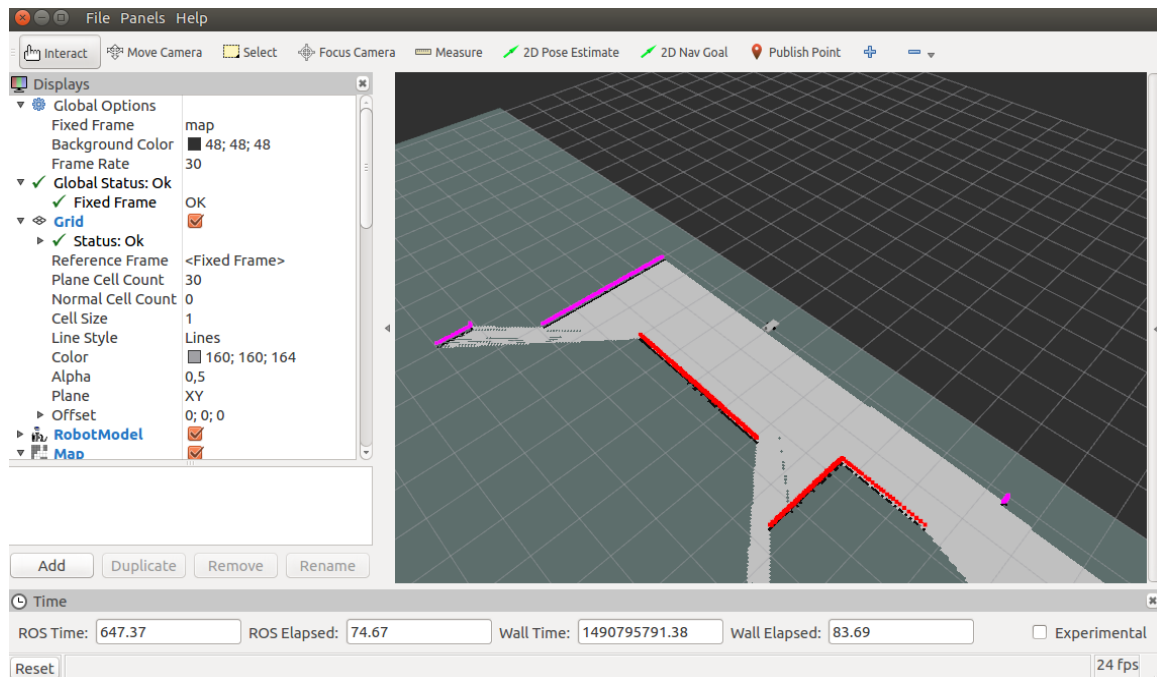 File Panels Help
Interact Move Camera Select Focus Camera Measure 2D Pose Estimate 2D Nav Goal Publish Point
Displays
Global Options
Fixed Frame map
Background Color 48; 48; 48
Frame Rate 30
Global Status: Ok
Fixed Frame OK
Grid
Status: Ok
Reference Frame <Fixed Frame>
Plane Cell Count 30
Normal Cell Count 0
Cell Size 1
Line Style Lines
Color 160; 160; 164
Alpha 0,5
Plane XY
Offset 0; 0; 0
RobotModel
Map
Add Duplicate Remove Rename
Time
ROS Time: 647.37 ROS Elapsed: 74.67 Wall Time: 1490795791.38 Wall Elapsed: 83.69 Experimental
Reset 24 fps